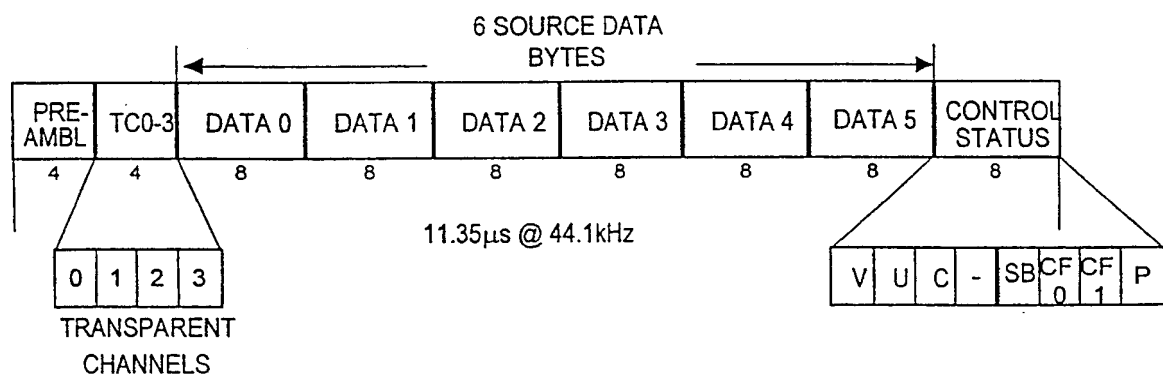 6 SOURCE DATA
BYTES
PRE-
AMBL
TC0-3
DATA 0
DATA 1
DATA 2
DATA 3
DATA 4
DATA 5
CONTROL
STATUS
4
4
8
8
8
8
8
8
8
11.35μs @ 44.1kHz
0 1 2 3
V U C - SB CF 0 CF 1 P
TRANSPARENT
CHANNELS